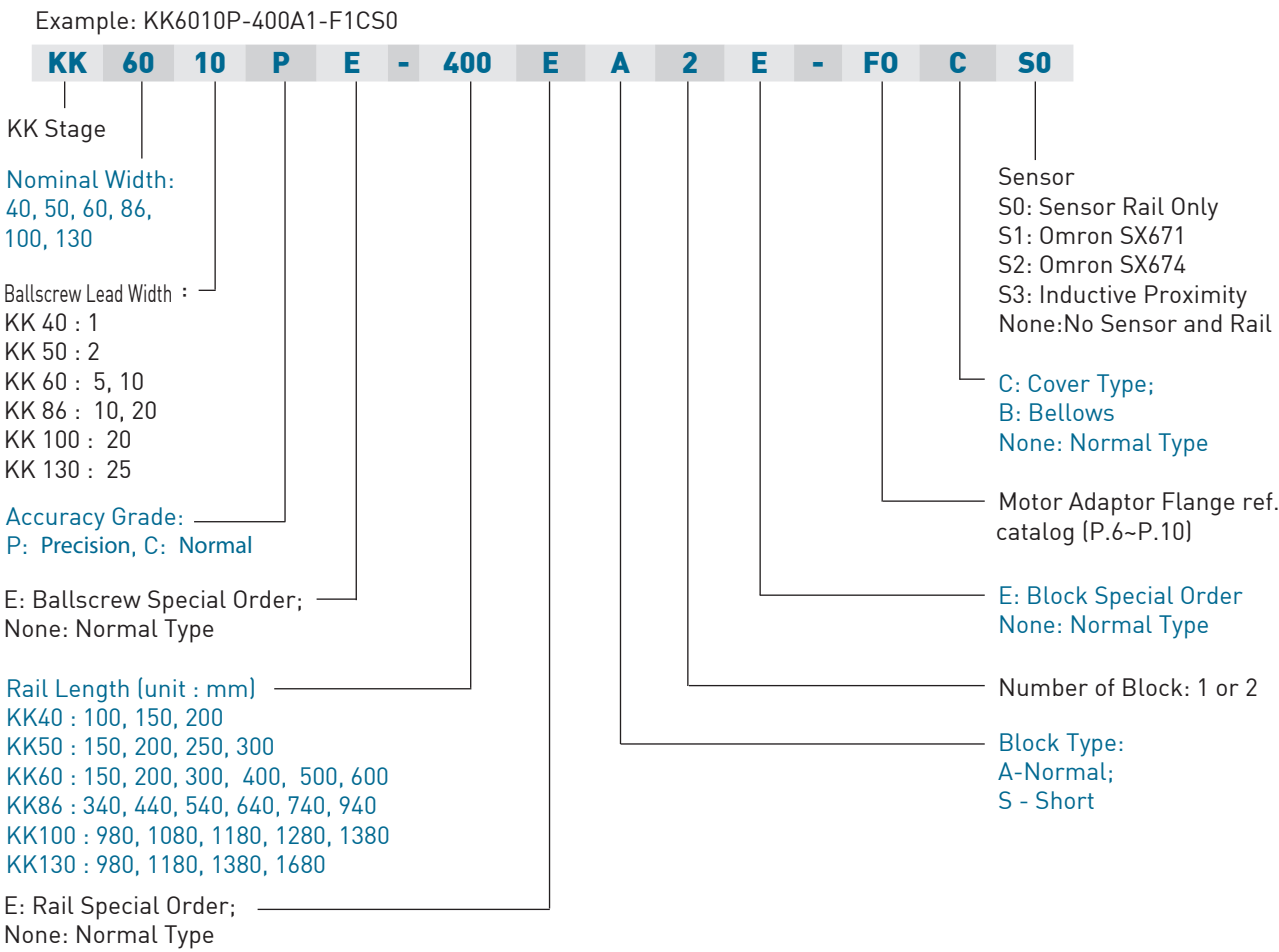 Example: KK6010P-400A1-F1CS0
KK 60 10 P E - 400 E A 2 E - F0 C S0
KK Stage
Nominal Width:
40, 50, 60, 86,
100, 130
Ballscrew Lead Width :
KK 40 : 1
KK 50 : 2
KK 60 : 5, 10
KK 86 : 10, 20
KK 100 : 20
KK 130 : 25
Accuracy Grade:
P: Precision, C: Normal
E: Ballscrew Special Order;
None: Normal Type
Rail Length (unit : mm)
KK40 : 100, 150, 200
KK50 : 150, 200, 250, 300
KK60 : 150, 200, 300, 400, 500, 600
KK86 : 340, 440, 540, 640, 740, 940
KK100 : 980, 1080, 1180, 1280, 1380
KK130 : 980, 1180, 1380, 1680
E: Rail Special Order;
None: Normal Type
Sensor
S0: Sensor Rail Only
S1: Omron SX671
S2: Omron SX674
S3: Inductive Proximity
None:No Sensor and Rail
C: Cover Type;
B: Bellows
None: Normal Type
Motor Adaptor Flange ref.
catalog (P.6~P.10)
E: Block Special Order
None: Normal Type
Number of Block: 1 or 2
Block Type:
A-Normal;
S - Short